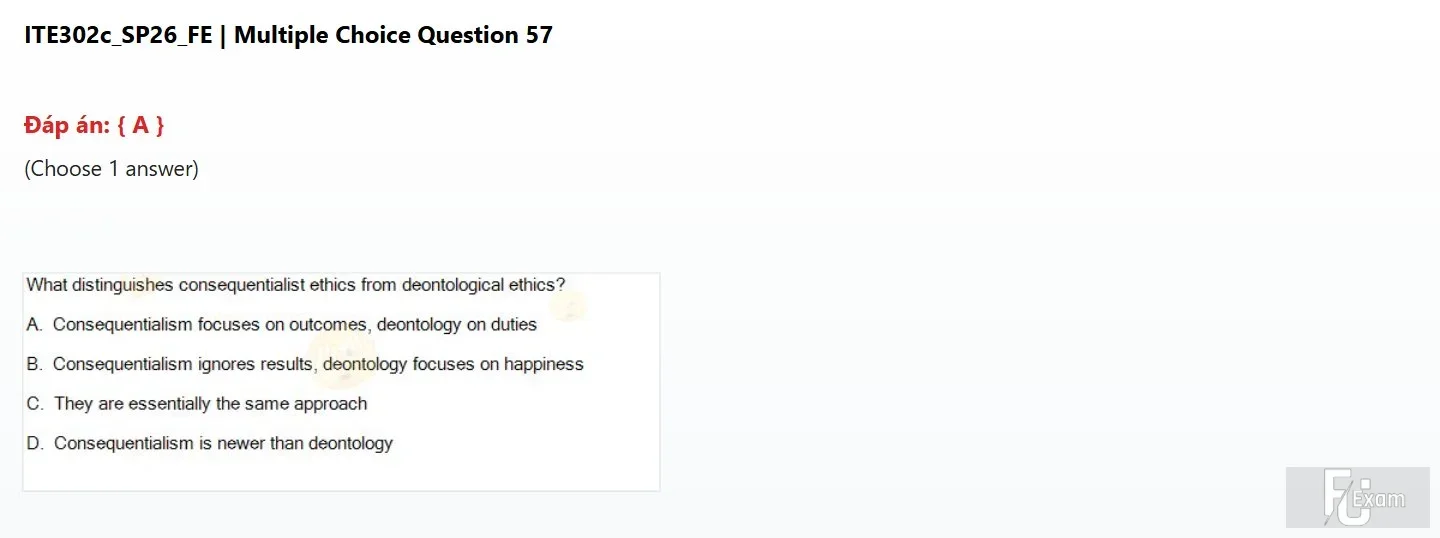 ITE302c_SP26_FE | Multiple Choice Question 57
Đáp án: { A }
(Choose 1 answer)
What distinguishes consequentialist ethics from deontological ethics?
A. Consequentialism focuses on outcomes, deontology on duties
B. Consequentialism ignores results, deontology focuses on happiness
C. They are essentially the same approach
D. Consequentialism is newer than deontology
FU Exam